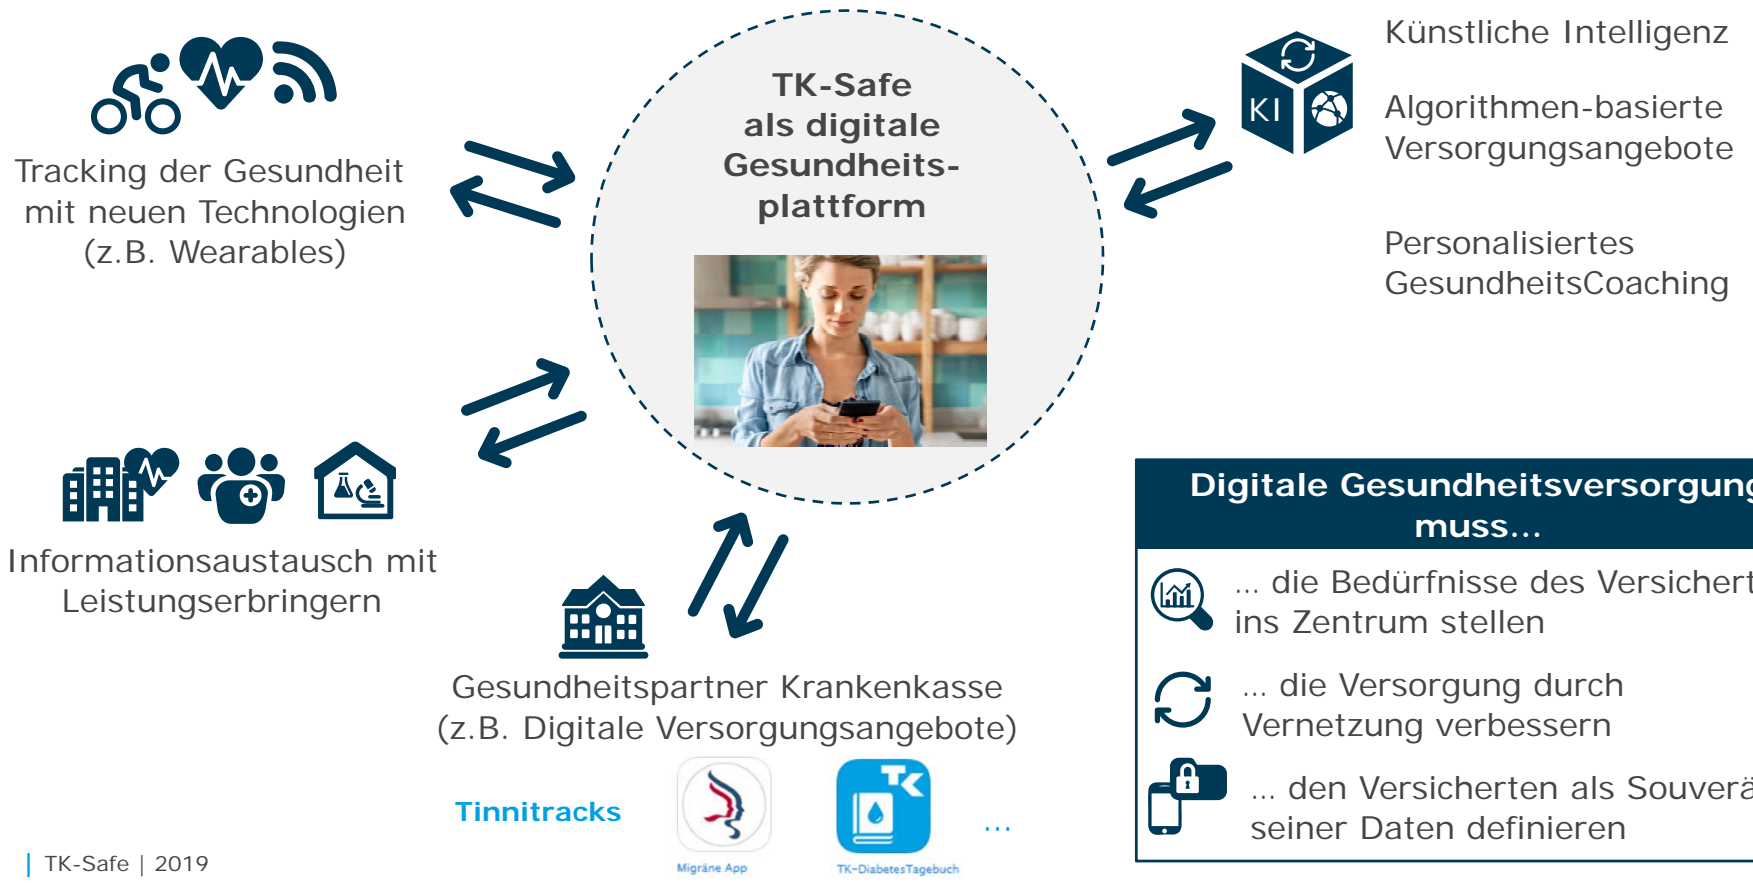 TK-Safe
als digitale
Gesundheits-
plattform
Tracking der Gesundheit
mit neuen Technologien
(z.B. Wearables)
KI
Künstliche Intelligenz
Algorithmen-basierte
Versorgungsangebote
Personalisiertes
GesundheitsCoaching
Informationsaustausch mit
Leistungserbringern
Gesundheitspartner Krankenkasse
(z.B. Digitale Versorgungsangebote)
Tinnitracks
Migräne App
TK
TK-DiabetesTagebuch
...
Digitale Gesundheitsversorgung
muss...
... die Bedürfnisse des Versichert
ins Zentrum stellen
... die Versorgung durch
Vernetzung verbessern
... den Versicherten als Souverä
seiner Daten definieren
| TK-Safe | 2019